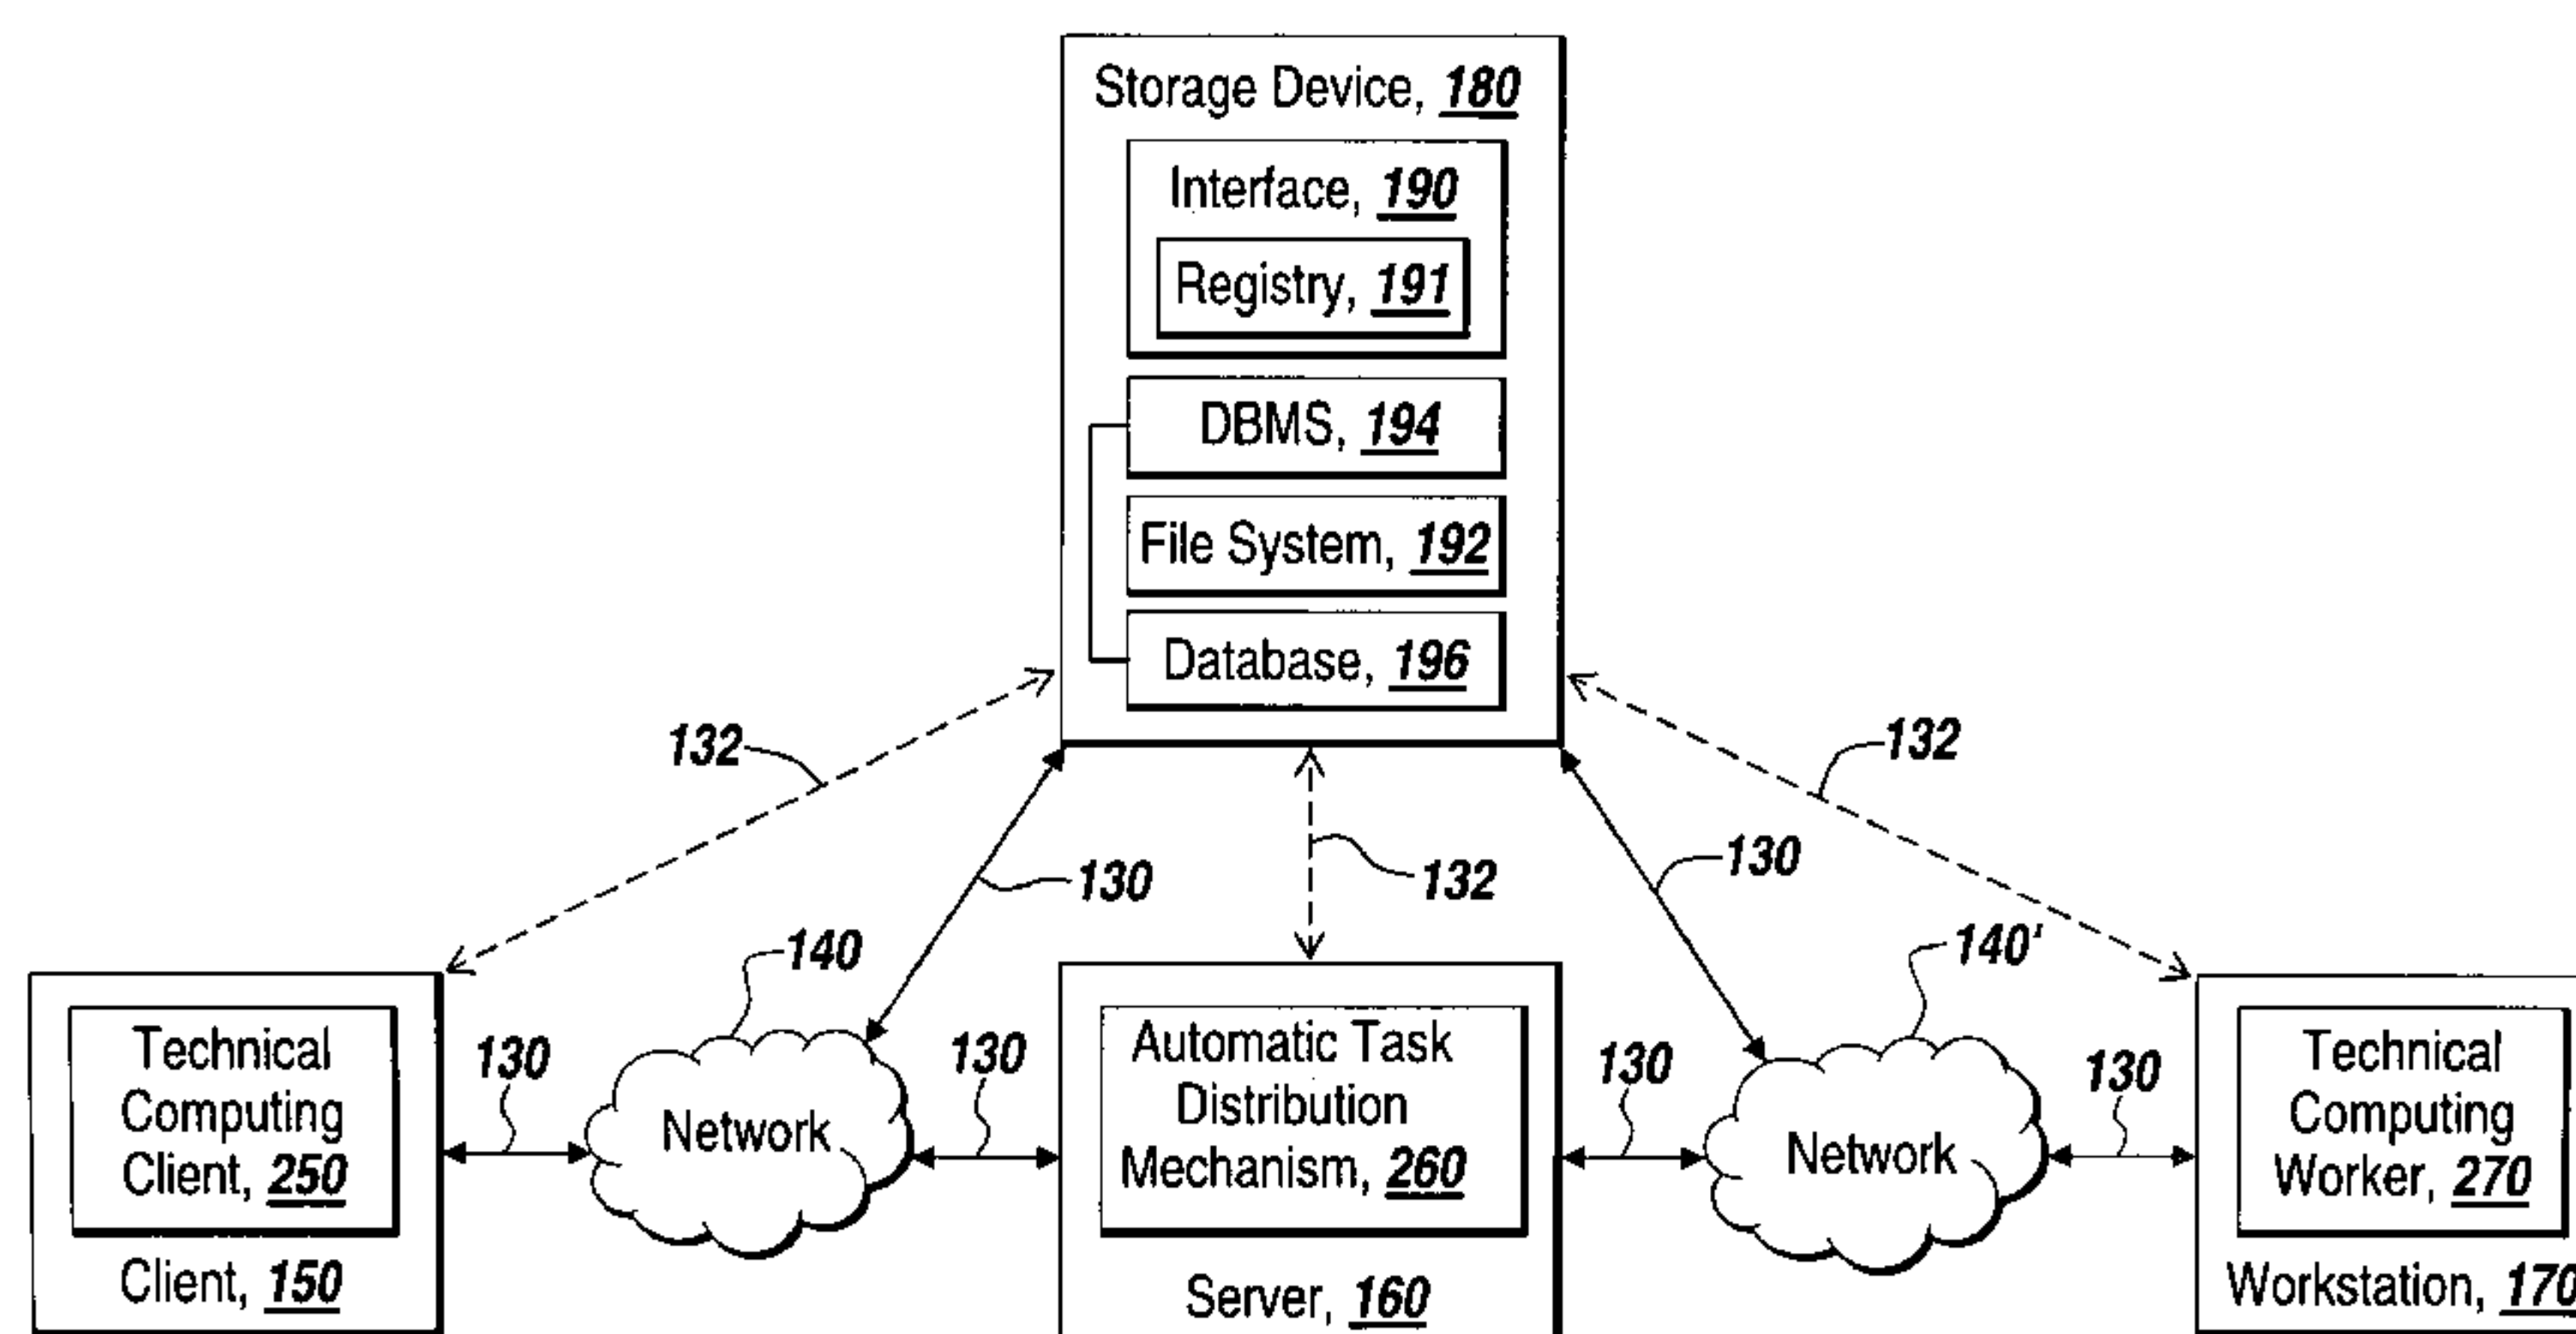 Storage Device, 180
Interface, 190
Registry, 191
DBMS, 194
File System, 192
Database, 196
132
132
130
132
130
140
140'
Technical
Computing
Client, 250
Client, 150
130
Network
130
Automatic Task
Distribution
Mechanism, 260
Server, 160
130
Network
130
Technical
Computing
Worker, 270
Workstation, 170